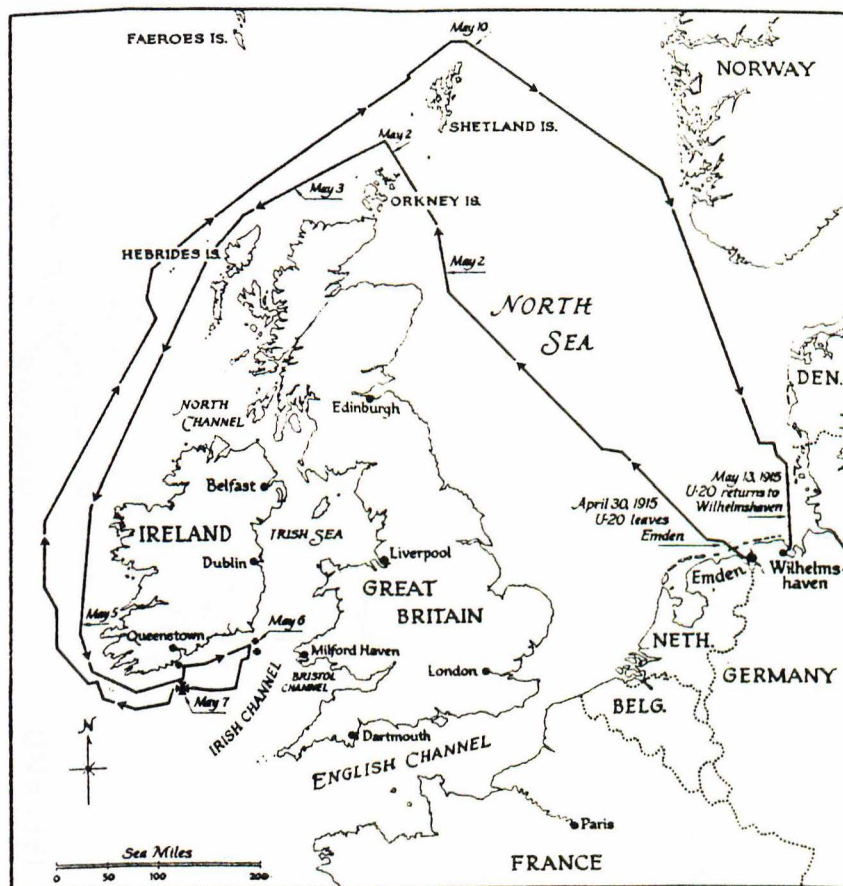 FAEROES IS.
May 10
NORWAY
SHETLAND IS.
May 2
May 3
ORKNEY IS.
HEBRIDES IS.
May 2
NORTH
SEA
DEN.
NORTH
CHANNEL
Edinburgh
May 13, 1915
U-20 returns to
Wilhelmshaven
April 30, 1915
U-20 leaves
Emden
Belfast
IRELAND
IRISH SEA
Dublin
Liverpool
GREAT
BRITAIN
Emden
Wilhelms-
haven
May 5
May 6
Queenstown
Milford Haven
BRISTOL
CHANNEL
London
NETH.
GERMANY
BELG.
May 7
IRISH CHANNEL
Dartmouth
ENGLISH CHANNEL
N
Paris
Sea Miles
0 50 100 200
FRANCE